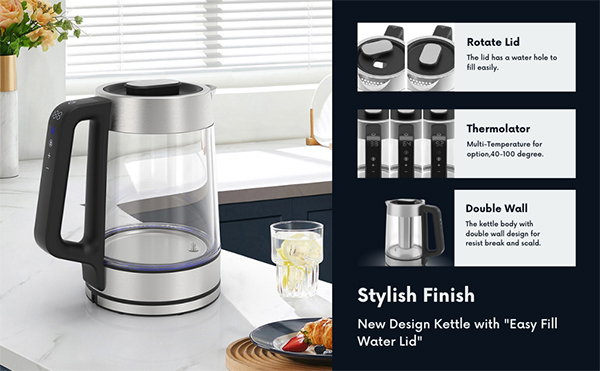 Rotate Lid
The lid has a water hole to
fill easily.
Thermolator
Multi-Temperature for
option,40-100 degree.
Double Wall
The kettle body with
double wall design for
resist break and scald.
Stylish Finish
New Design Kettle with "Easy Fill
Water Lid"